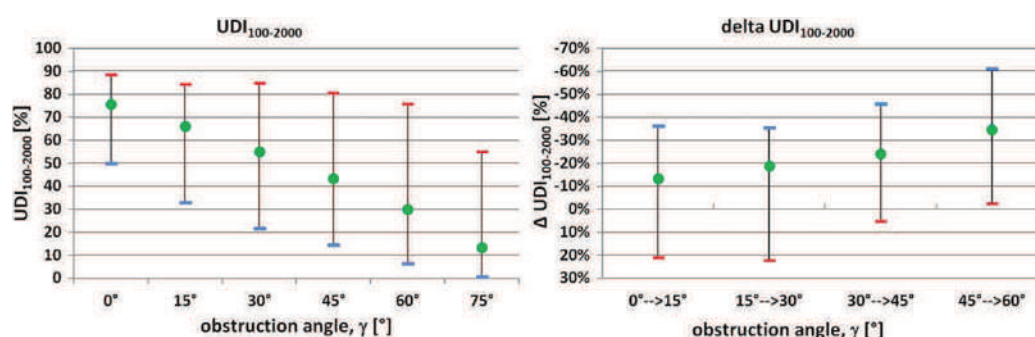 UDI100-2000
UDI100-2000 [%]
100
90
80
70
60
50
40
30
20
10
0
0° 15° 30° 45° 60° 75°
obstruction angle, γ [°]
delta UDI100-2000
Δ UDI100-2000 [%]
-70%
-60%
-50%
-40%
-30%
-20%
-10%
0%
10%
20%
30%
0°-->15° 15°-->30° 30°-->45° 45°-->60°
obstruction angle, γ [°]